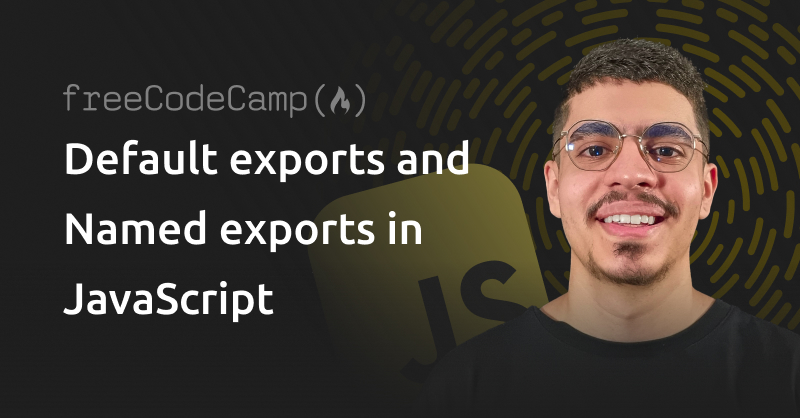 freeCodeCamp(🔥)
Default exports and
Named exports in
JavaScript
JS